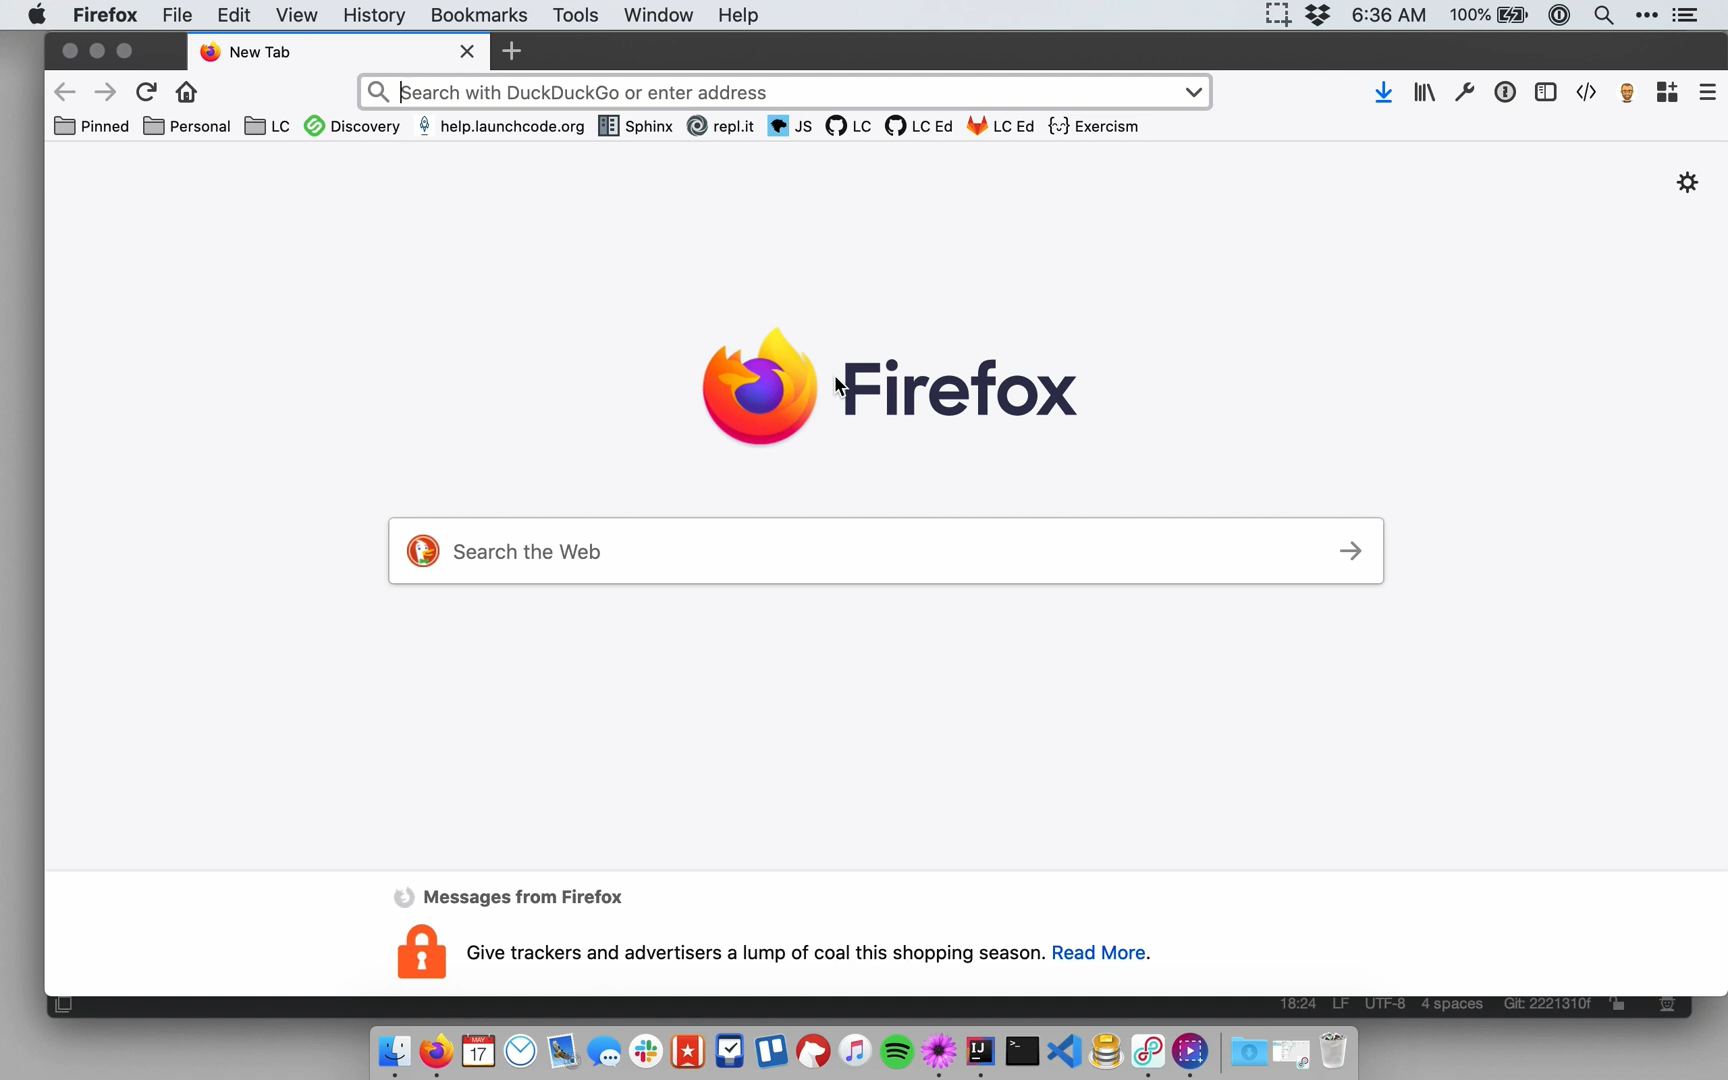 Firefox File Edit View History Bookmarks Tools Window Help 6:36 AM 100%
New Tab
Search with DuckDuckGo or enter address
Pinned Personal LC Discovery help.launchcode.org Sphinx repl.it JS LC LC Ed LC Ed Exercism
Firefox
Search the Web
Messages from Firefox
Give trackers and advertisers a lump of coal this shopping season. Read More.
18:24 LF UTF-8 4 spaces Git: 2221310f
MAY
17
IJ